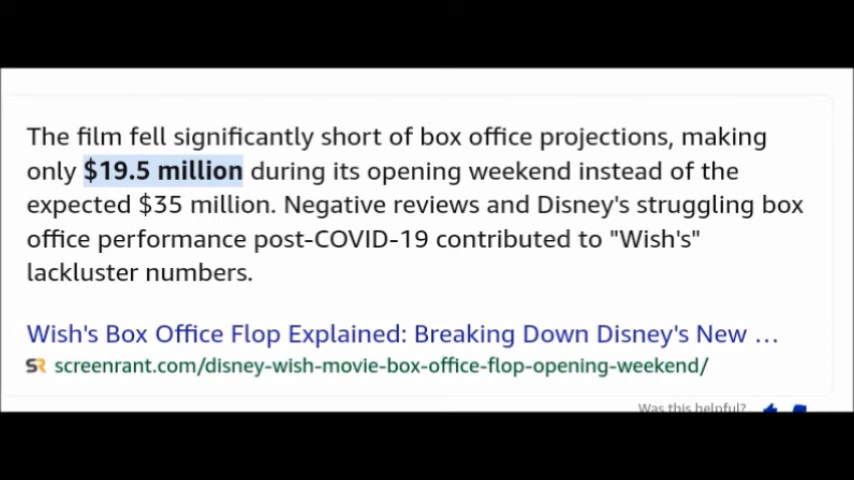 The film fell significantly short of box office projections, making
only $19.5 million during its opening weekend instead of the
expected $35 million. Negative reviews and Disney's struggling box
office performance post-COVID-19 contributed to "Wish's"
lackluster numbers.
Wish's Box Office Flop Explained: Breaking Down Disney's New ...
SR screenrant.com/disney-wish-movie-box-office-flop-opening-weekend/
Was this helpful?